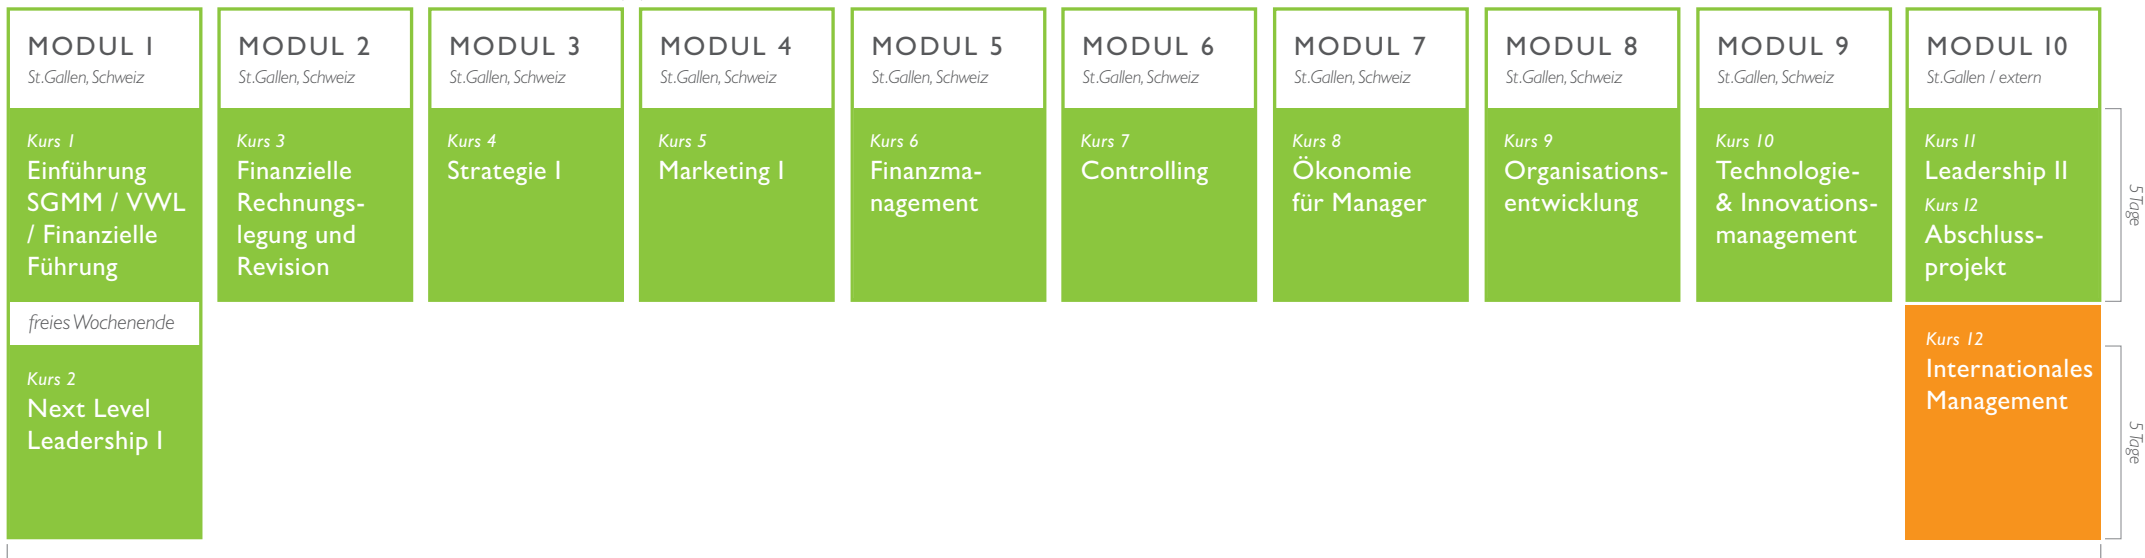 MODUL 1
St.Gallen, Schweiz
Kurs 1
Einführung
SGMM / VWL
/ Finanzielle
Führung
freies Wochenende
Kurs 2
Next Level
Leadership I
MODUL 2
St.Gallen, Schweiz
Kurs 3
Finanzielle
Rechnungs-
legung und
Revision
MODUL 3
St.Gallen, Schweiz
Kurs 4
Strategie I
MODUL 4
St.Gallen, Schweiz
Kurs 5
Marketing I
MODUL 5
St.Gallen, Schweiz
Kurs 6
Finanzma-
nagement
MODUL 6
St.Gallen, Schweiz
Kurs 7
Controlling
MODUL 7
St.Gallen, Schweiz
Kurs 8
Ökonomie
für Manager
MODUL 8
St.Gallen, Schweiz
Kurs 9
Organisations-
entwicklung
MODUL 9
St.Gallen, Schweiz
Kurs 10
Technologie-
& Innovations-
management
MODUL 10
St.Gallen / extern
Kurs 11
Leadership II
Kurs 12
Abschluss-
projekt
Kurs 12
Internationales
Management
5 Tage
5 Tage